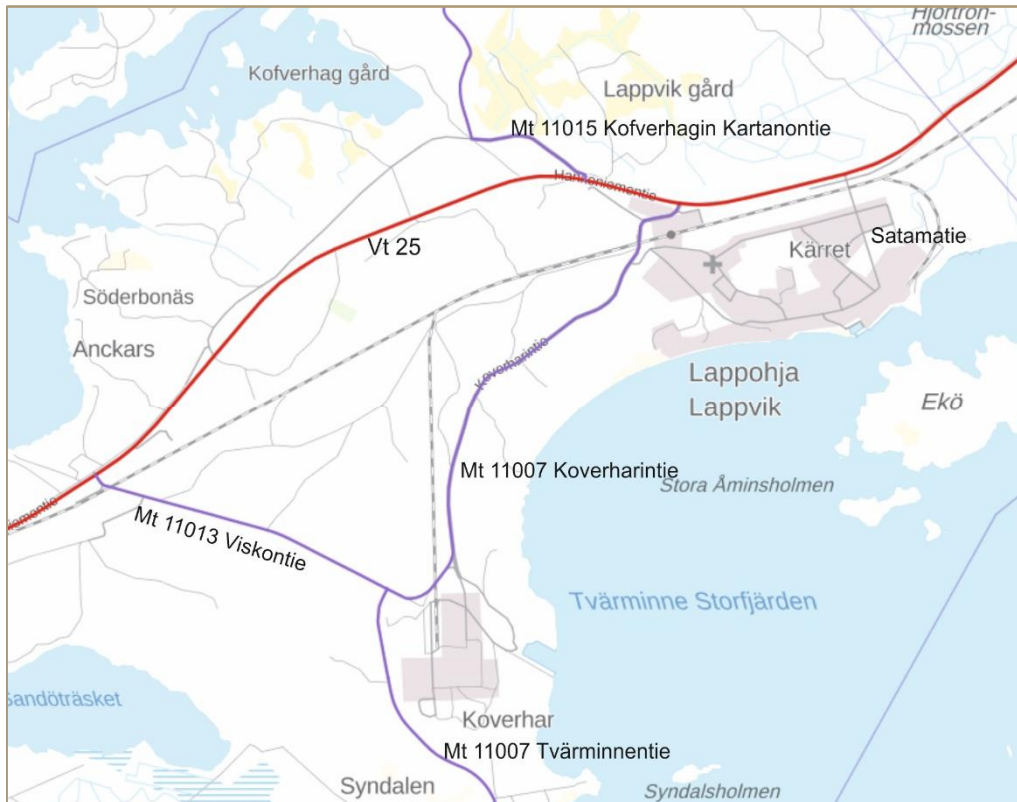 Hjortron-
mossen
Kofverhag gård
Lappvik gård
Mt 11015 Kofverhagin Kartanontie
Hankoniementie
Vt 25
Kärret
Satamatie
Söderbonäs
Anckars
Koverharintie
Lappohja
Lappvik
Ekö
Mt 11007 Koverharintie
Stora Åminsholmen
Mt 11013 Viskontie
Tvärminne Storfjärden
Sandöträsket
Koverhar
Mt 11007 Tvärminnentie
Syndalen
Syndalsholmen